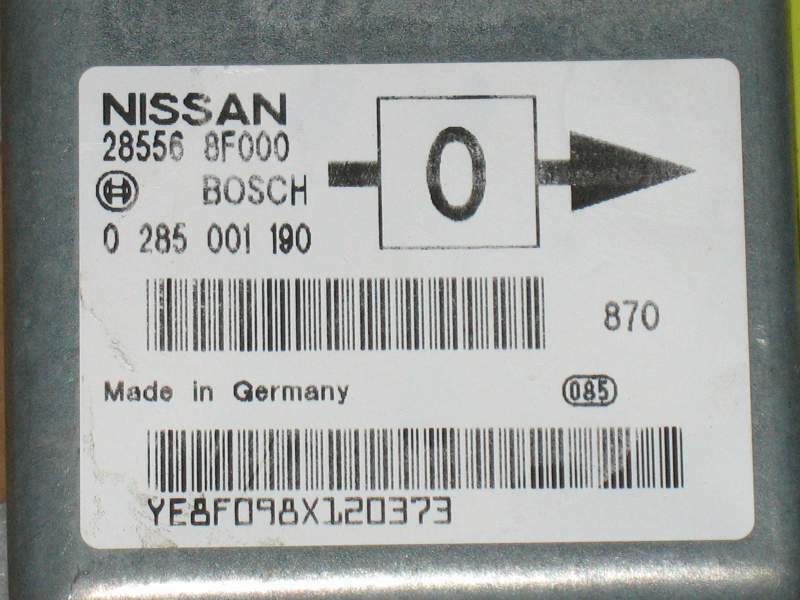 NISSAN
28556 8F000
BOSCH
0 285 001 190
0
870
Made in Germany
085
YE8F098X120373